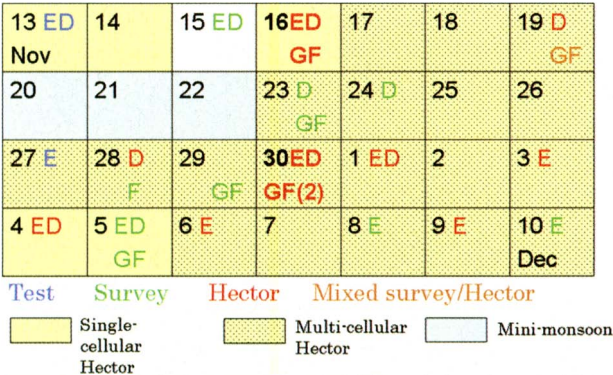 13 ED 14 15 ED 16ED 17 18 19 D
Nov GF GF
20 21 22 23 D 24 D 25 26
GF
27 E 28 D 29 30ED 1 ED 2 3 E
F GF GF(2)
4 ED 5 ED 6 E 7 8 E 9 E 10 E
GF Dec
Test Survey Hector Mixed survey/Hector
Single- Multi-cellular Mini-monsoon
cellular Hector
Hector